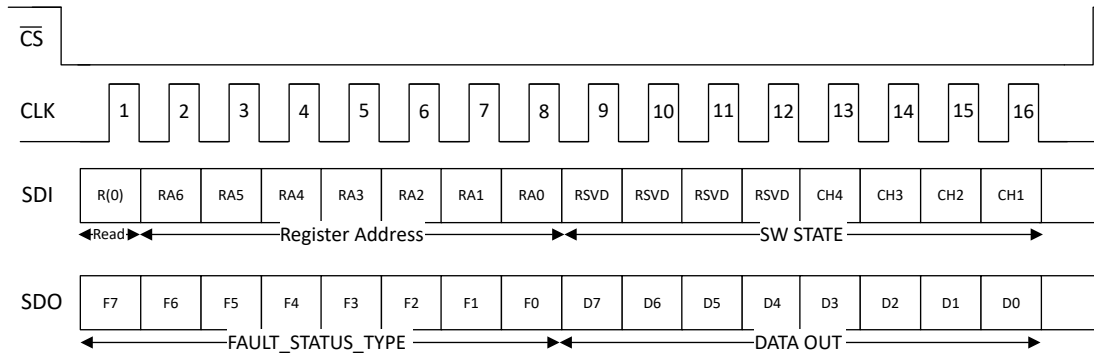 CS
CLK 1 2 3 4 5 6 7 8 9 10 11 12 13 14 15 16
SDI R(0) RA6 RA5 RA4 RA3 RA2 RA1 RA0 RSVD RSVD RSVD RSVD CH4 CH3 CH2 CH1
Read Register Address SW STATE
SDO F7 F6 F5 F4 F3 F2 F1 F0 D7 D6 D5 D4 D3 D2 D1 D0
FAULT_STATUS_TYPE DATA OUT